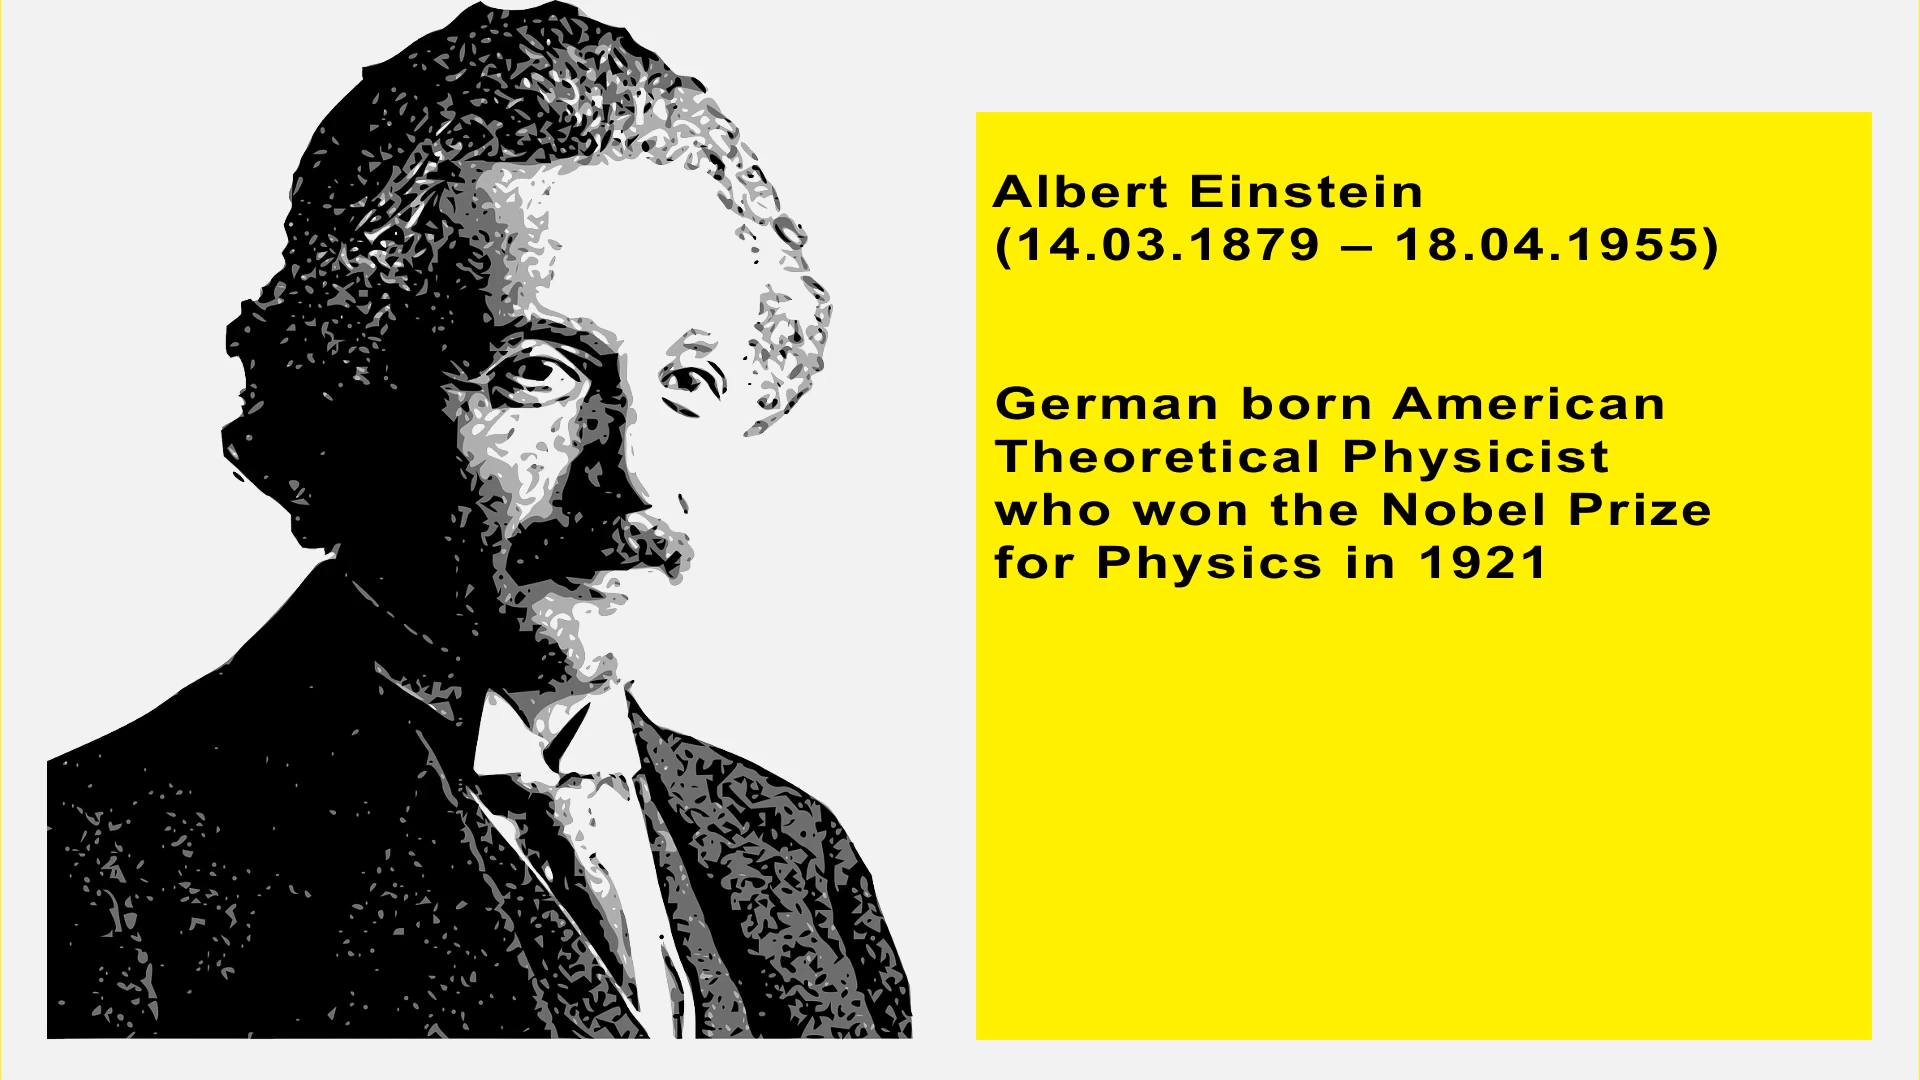 Albert Einstein
(14.03.1879 – 18.04.1955)
German born American
Theoretical Physicist
who won the Nobel Prize
for Physics in 1921